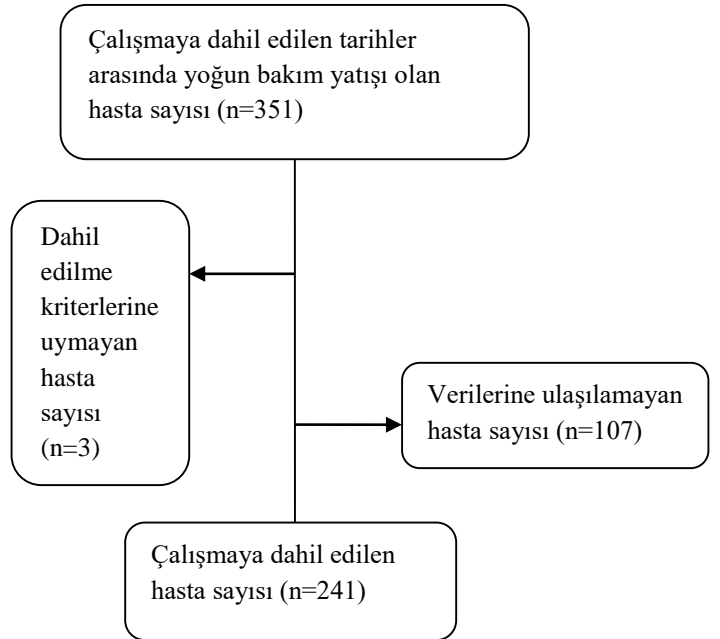 Çalışmaya dahil edilen tarihler
arasında yoğun bakım yatışı olan
hasta sayısı (n=351)
Dahil
edilme
kriterlerine
uymayan
hasta
sayısı
(n=3)
Verilerine ulaşılamayan
hasta sayısı (n=107)
Çalışmaya dahil edilen
hasta sayısı (n=241)